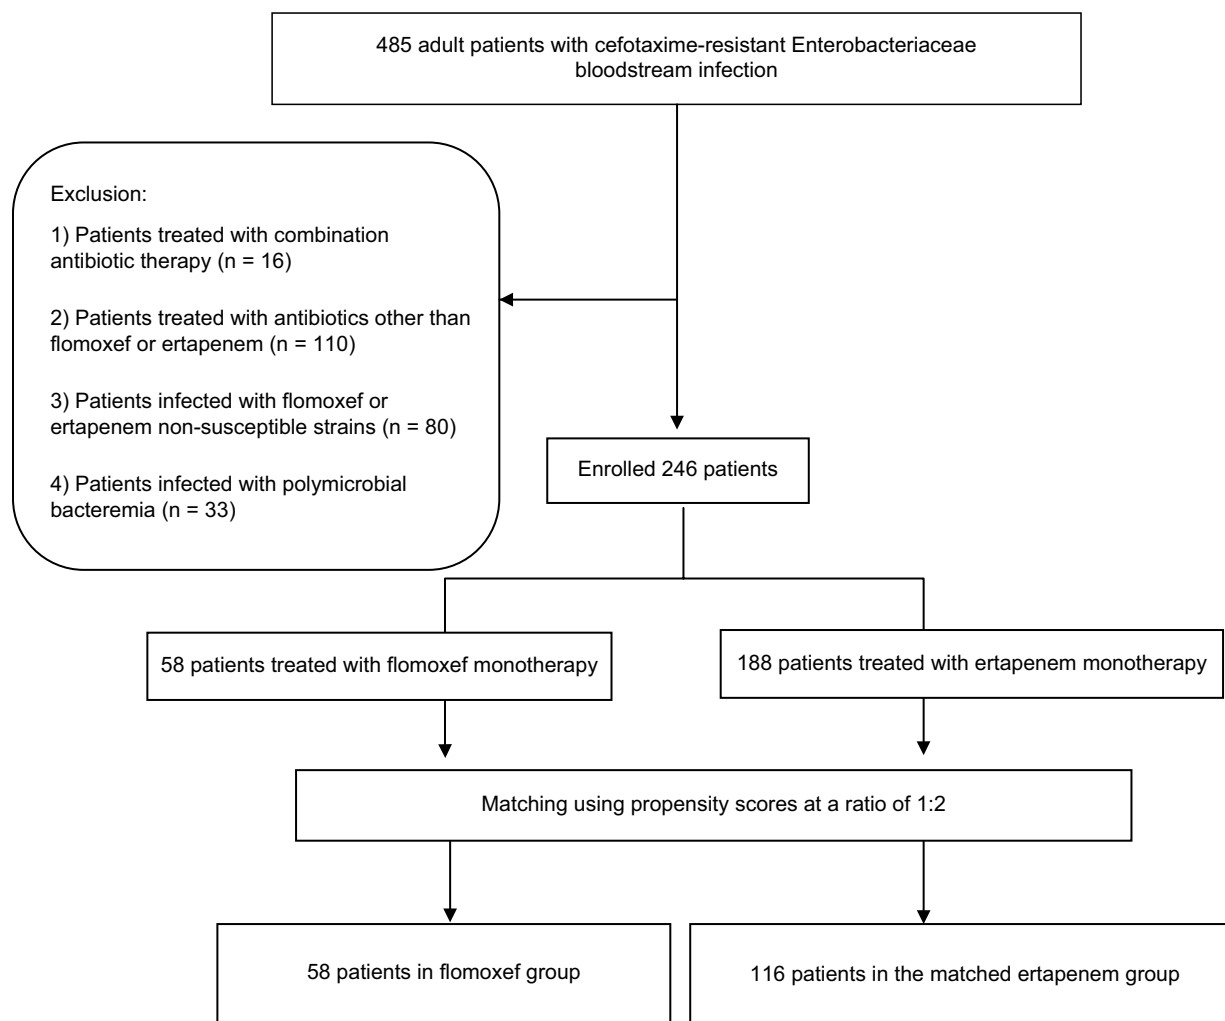 485 adult patients with cefotaxime-resistant Enterobacteriaceae
bloodstream infection
Exclusion:
1) Patients treated with combination
antibiotic therapy (n = 16)
2) Patients treated with antibiotics other than
flomoxef or ertapenem (n = 110)
3) Patients infected with flomoxef or
ertapenem non-susceptible strains (n = 80)
4) Patients infected with polymicrobial
bacteremia (n = 33)
Enrolled 246 patients
58 patients treated with flomoxef monotherapy
188 patients treated with ertapenem monotherapy
Matching using propensity scores at a ratio of 1:2
58 patients in flomoxef group
116 patients in the matched ertapenem group